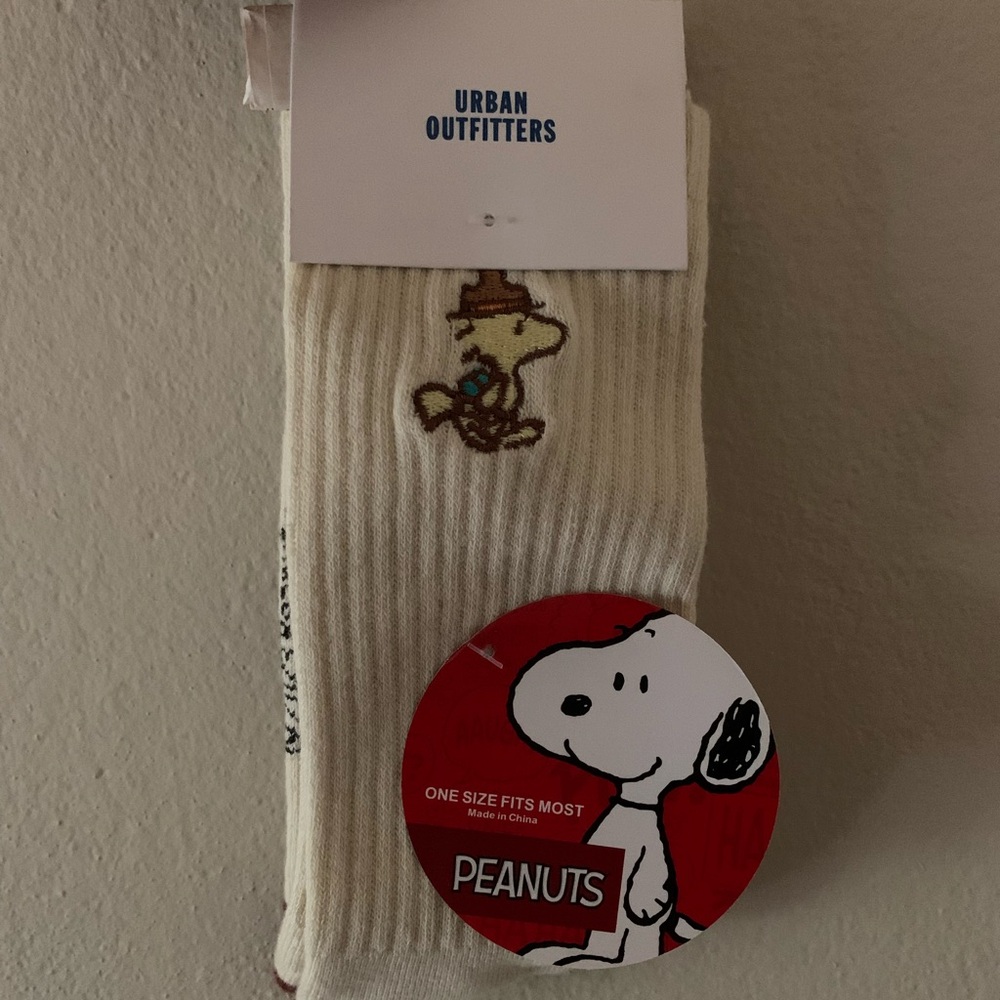 URBAN
OUTFITTERS
ONE SIZE FITS MOST
Made in China
PEANUTS